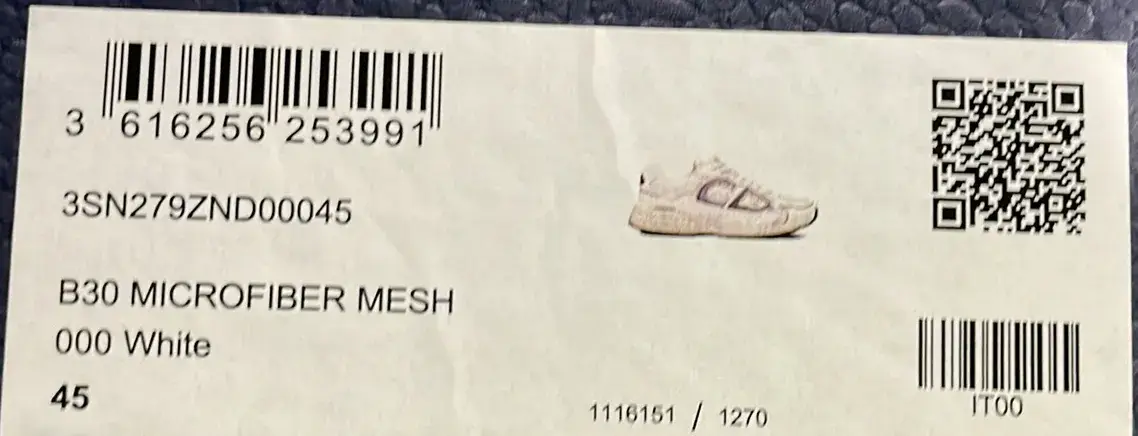 3 616256 253991
3SN279ZND00045
B30 MICROFIBER MESH
000 White
45
1116151 / 1270
IT00